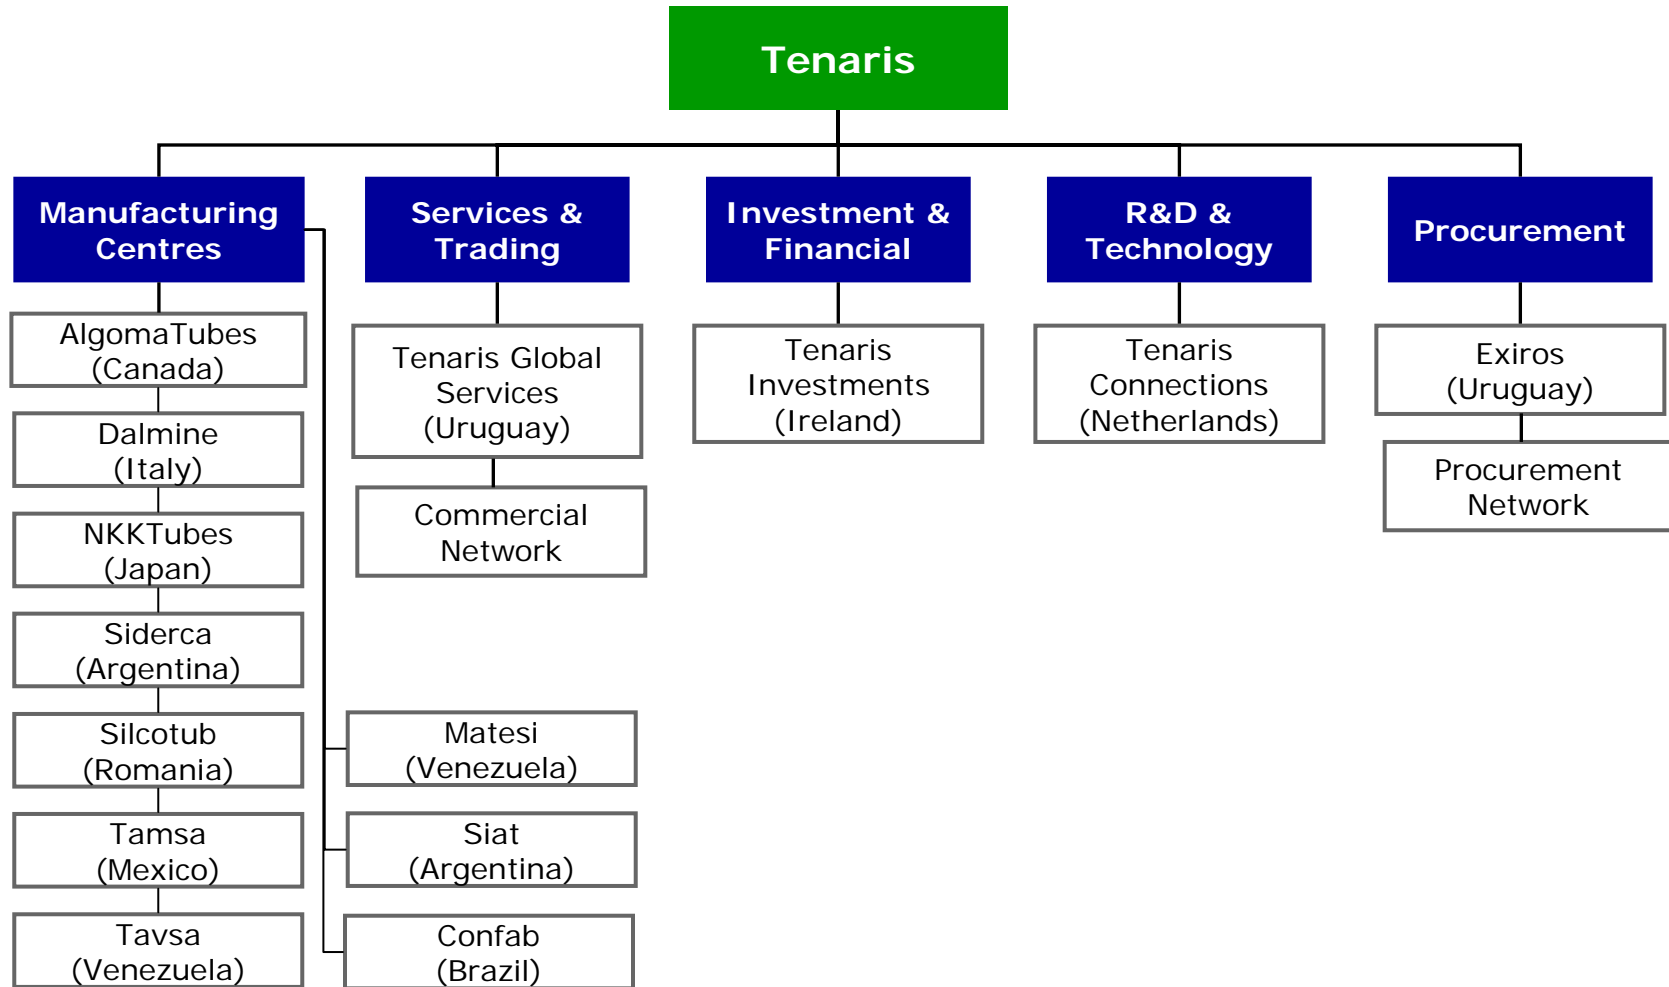 Tenaris
Manufacturing
Centres
Services &
Trading
Investment &
Financial
R&D &
Technology
Procurement
AlgomaTubes
(Canada)
Dalmine
(Italy)
NKKTubes
(Japan)
Siderca
(Argentina)
Silcotub
(Romania)
Tamsa
(Mexico)
Tavsa
(Venezuela)
Matesi
(Venezuela)
Siat
(Argentina)
Confab
(Brazil)
Tenaris Global
Services
(Uruguay)
Commercial
Network
Tenaris
Investments
(Ireland)
Tenaris
Connections
(Netherlands)
Exiros
(Uruguay)
Procurement
Network